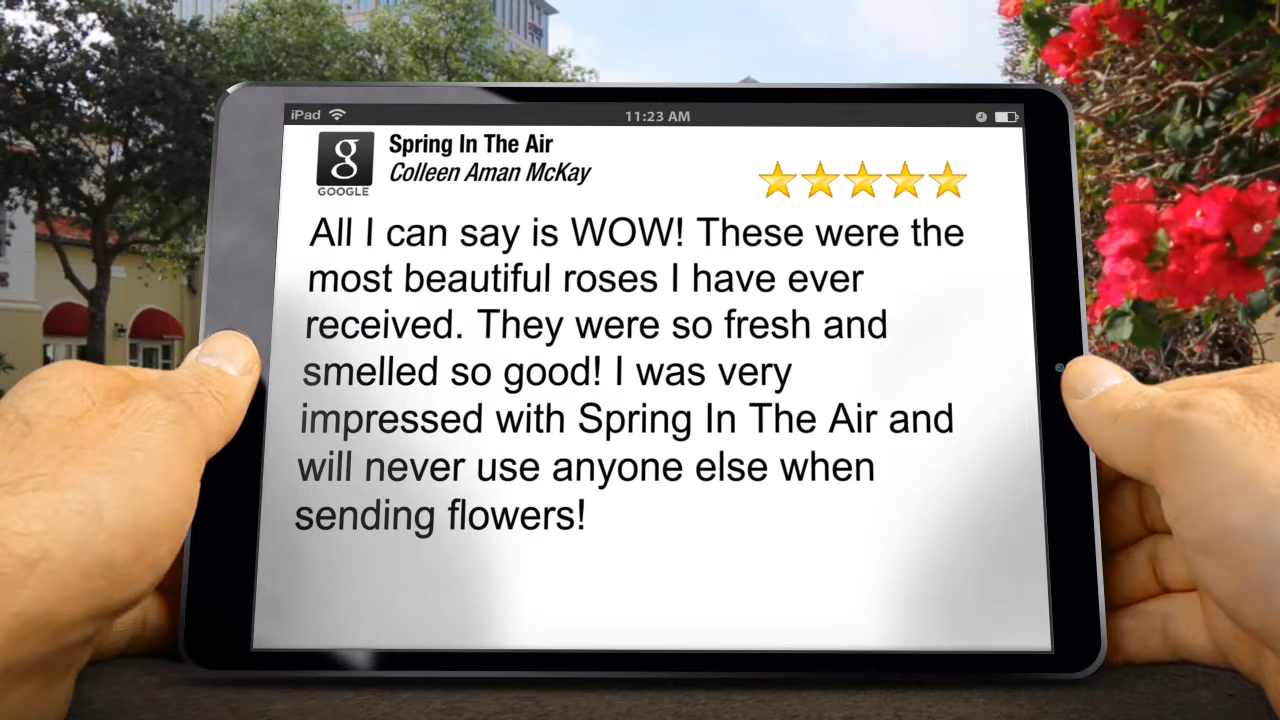 iPad 11:23 AM
g
GOOGLE
Spring In The Air
Colleen Aman McKay
All I can say is WOW! These were the
most beautiful roses I have ever
received. They were so fresh and
smelled so good! I was very
impressed with Spring In The Air and
will never use anyone else when
sending flowers!